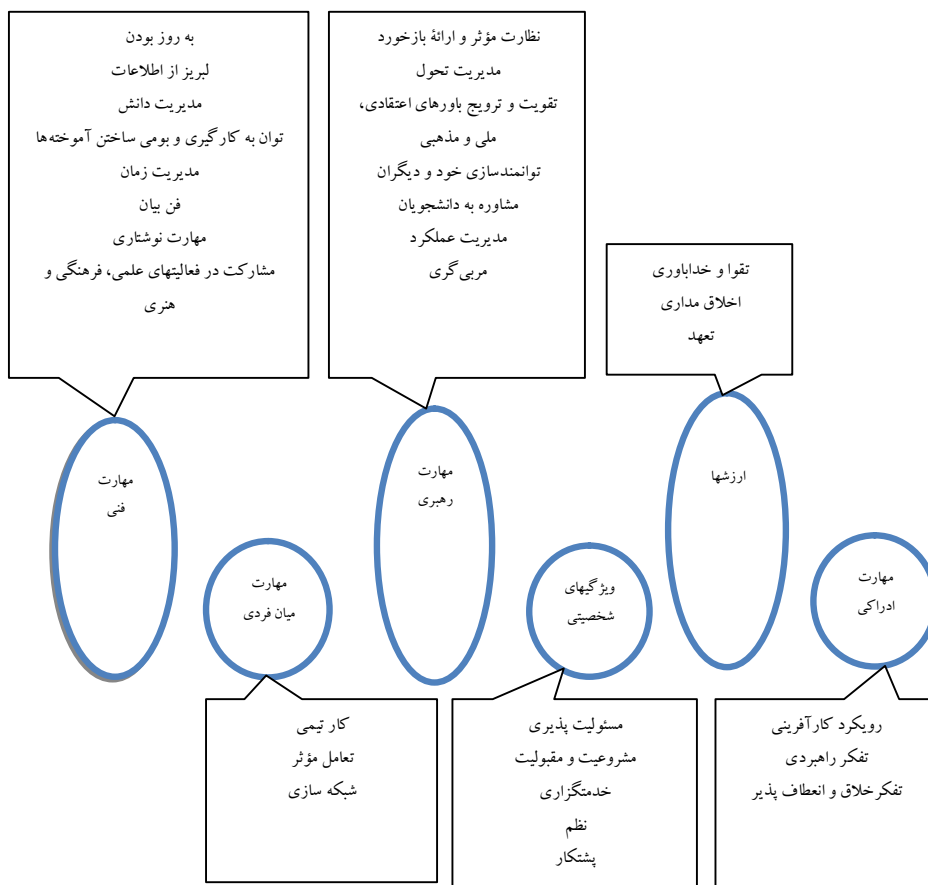 تقوا و خداباوری
اخلاق مداری
تعهد
نظارت مؤثر و ارائۀ بازخورد
مدیریت تحول
تقویت و ترویج باورهای اعتقادی،
ملی و مذهبی
توانمندسازی خود و دیگران
مشاوره به دانشجویان
مدیریت عملکرد
مربی‌گری
به روز بودن
لبریز از اطلاعات
مدیریت دانش
توان به کارگیری و بومی ساختن آموخته‌ها
مدیریت زمان
فن بیان
مهارت نوشتاری
مشارکت در فعالیتهای علمی، فرهنگی و
هنری
مهارت
ادراکی
ارزشها
ویژگیهای
شخصیتی
مهارت
رهبری
مهارت
میان فردی
مهارت
فنی
رویکرد کارآفرینی
تفکر راهبردی
تفکرخلاق و انعطاف پذیر
مسئولیت پذیری
مشروعیت و مقبولیت
خدمتگزاری
نظم
پشتکار
کار تیمی
تعامل مؤثر
شبکه سازی